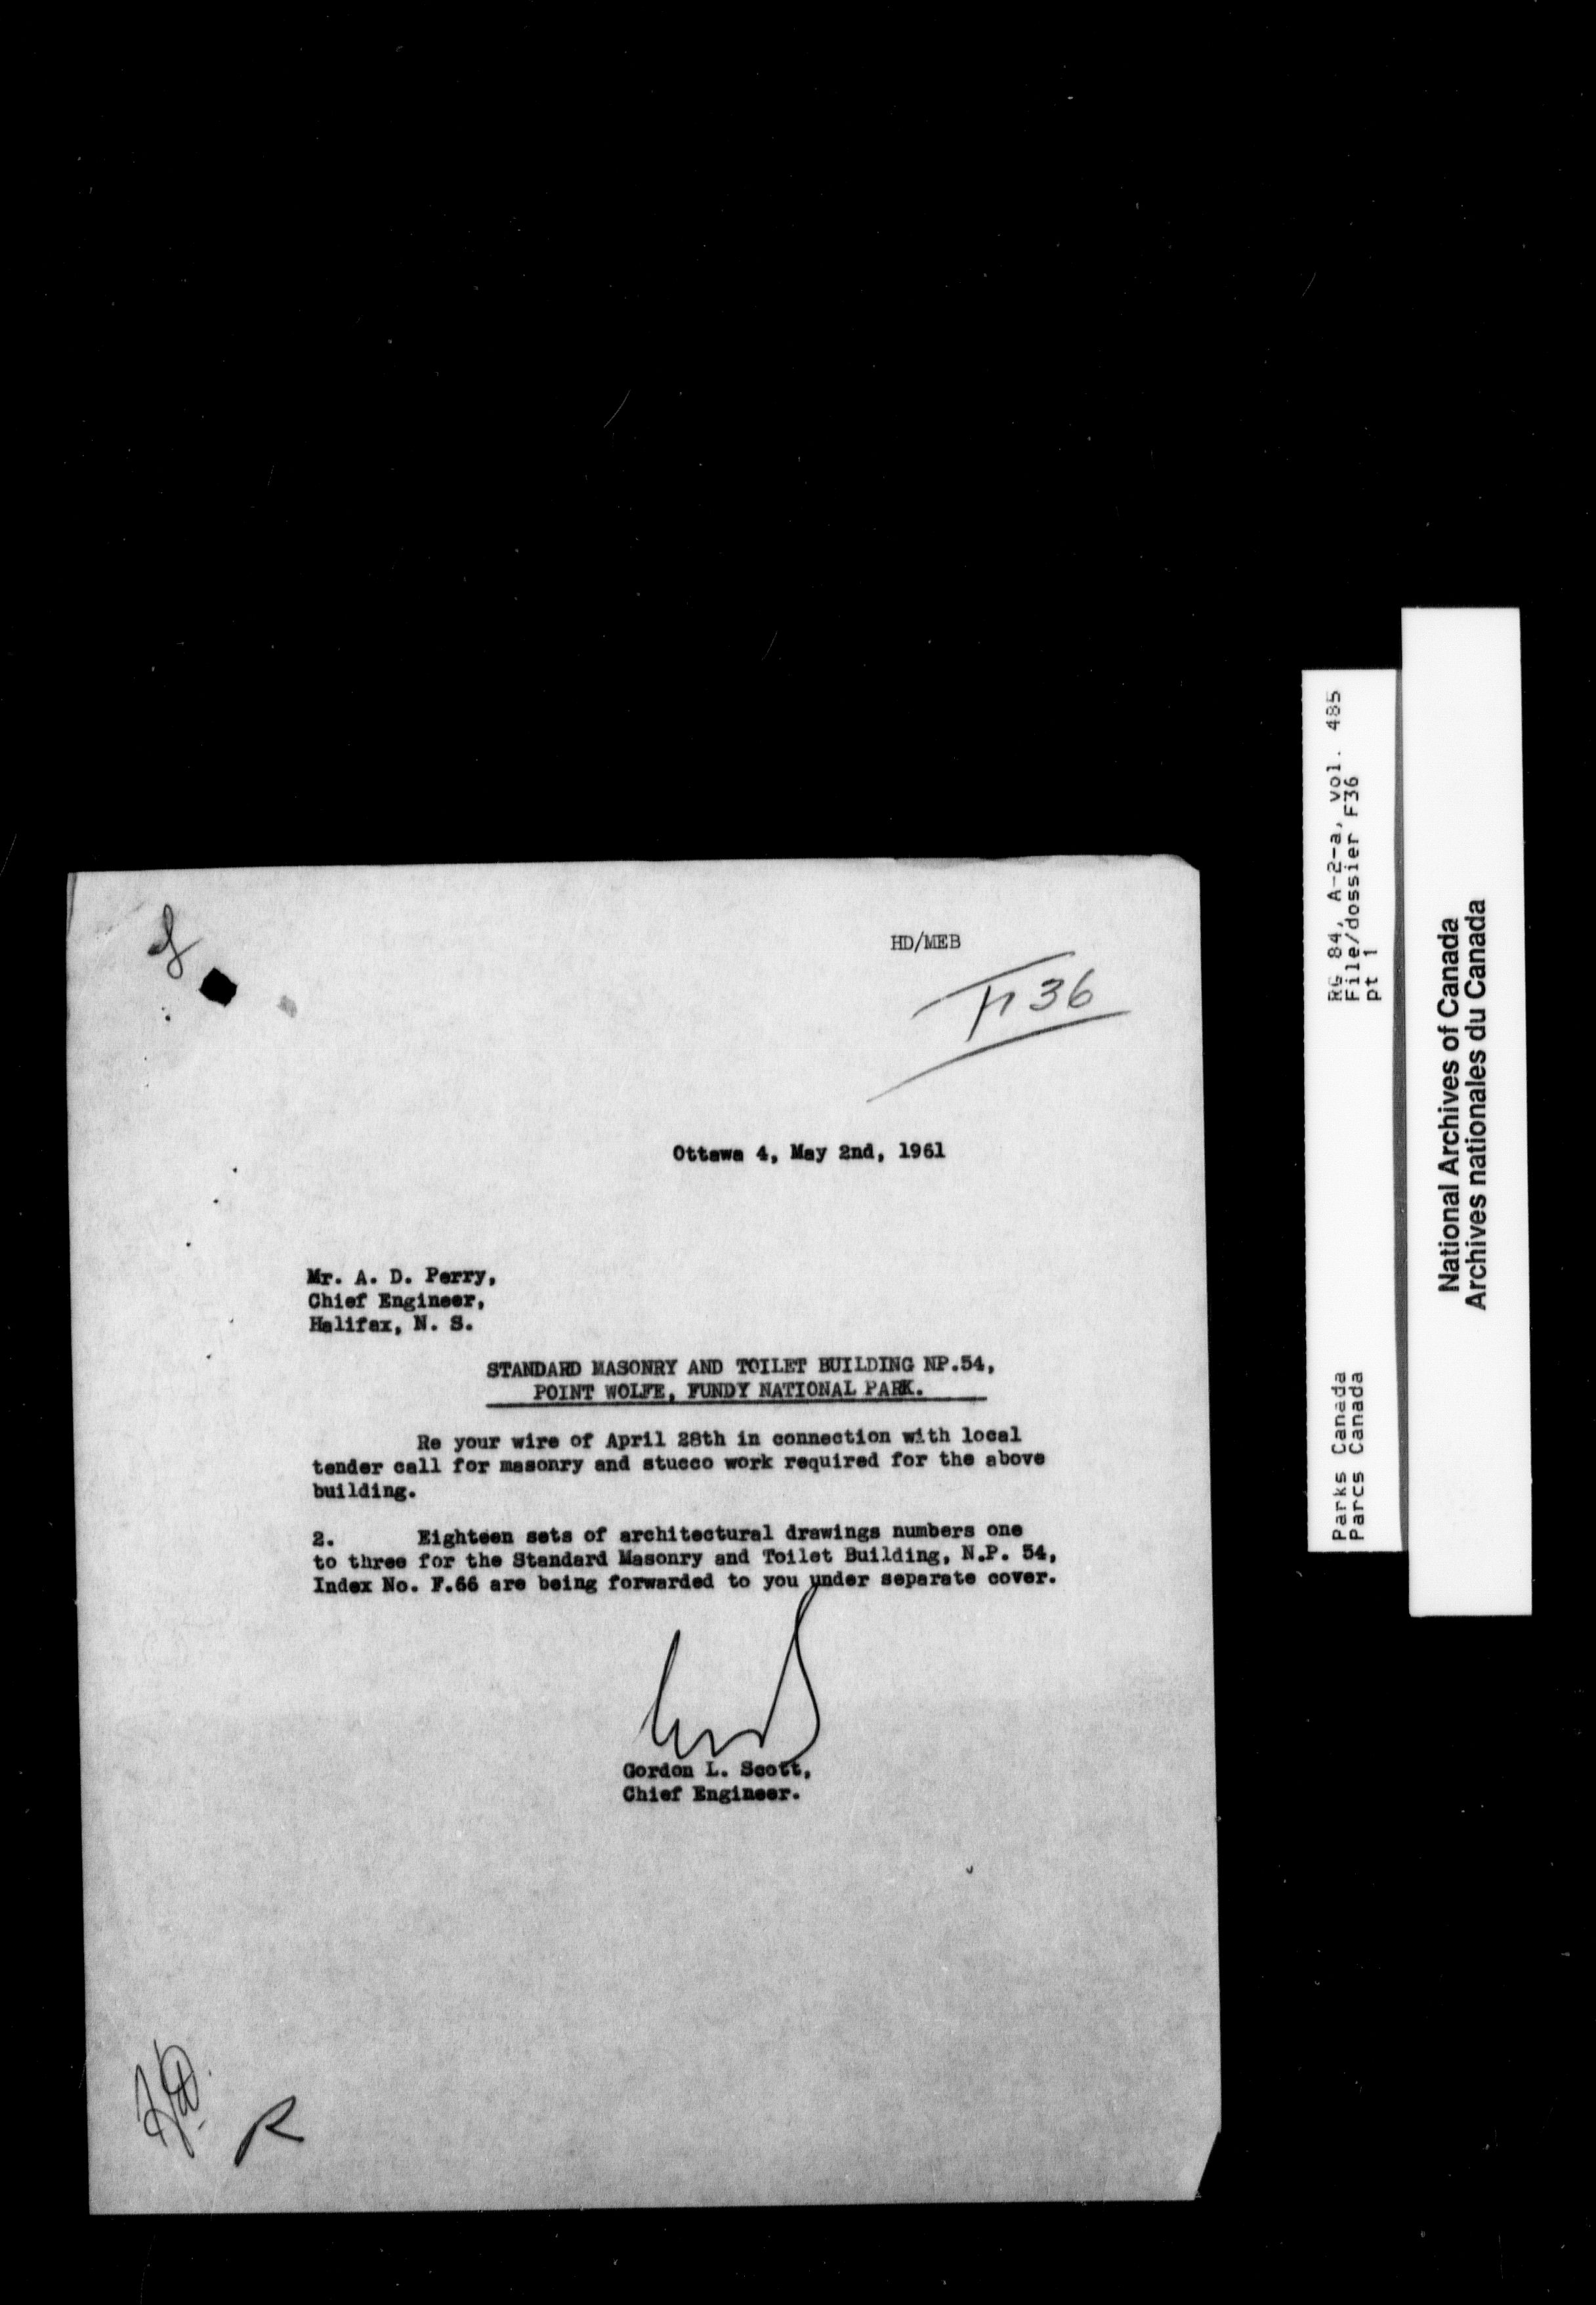 HD/MEB
F 36
Ottawa 4, May 2nd, 1961
Mr. A. D. Perry,
Chief Engineer,
Halifax, N. S.
STANDARD MASONRY AND TOILET BUILDING NP.54,
POINT WOLFE, FUNDY NATIONAL PARK.
Re your wire of April 28th in connection with local
tender call for masonry and stucco work required for the above
building.
2. Eighteen sets of architectural drawings numbers one
to three for the Standard Masonry and Toilet Building, N.P. 54,
Index No. F.66 are being forwarded to you under separate cover.
Gordon L. Scott,
Chief Engineer.
HD
R
RG 84, A-2-a, vol. 485
File/dossier F36
pt 1
Parks Canada
Parcs Canada
National Archives of Canada
Archives nationales du Canada